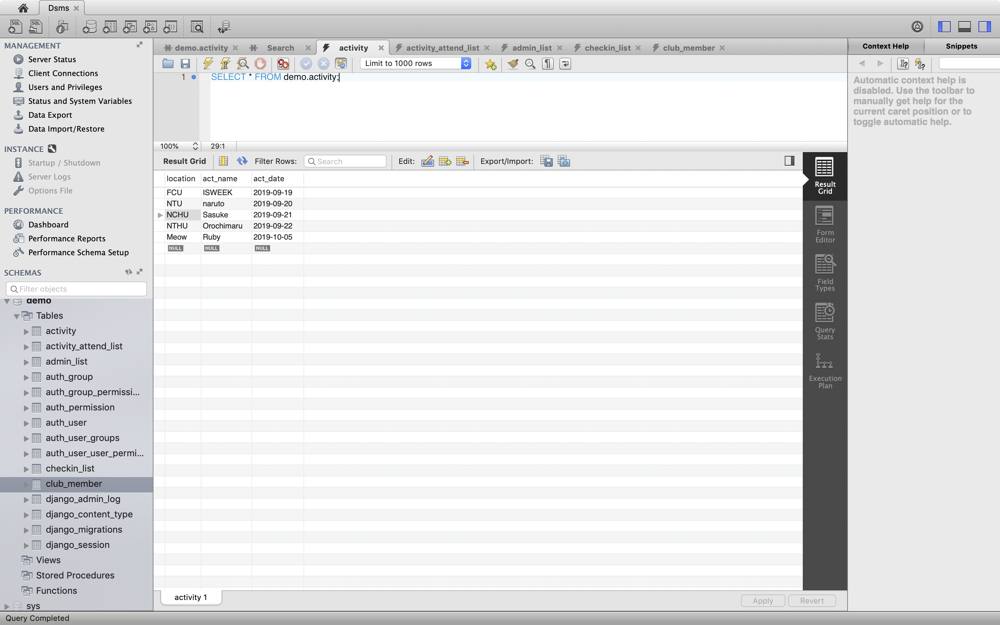 Dsms
MANAGEMENT
Server Status
Client Connections
Users and Privileges
Status and System Variables
Data Export
Data Import/Restore
INSTANCE
Startup / Shutdown
Server Logs
Options File
PERFORMANCE
Dashboard
Performance Reports
Performance Schema Setup
SCHEMAS
Filter objects
demo
Tables
activity
activity_attend_list
admin_list
auth_group
auth_group_permissi...
auth_permission
auth_user
auth_user_groups
auth_user_user_permi...
checkin_list
club_member
django_admin_log
django_content_type
django_migrations
django_session
Views
Stored Procedures
Functions
sys
demo.activity Search activity activity_attend_list admin_list checkin_list club_member
Limit to 1000 rows
1 SELECT * FROM demo.activity;
100% 29:1
Result Grid Filter Rows: Search Edit: Export/Import:
location act_name act_date
FCU ISWEEK 2019-09-19
NTU naruto 2019-09-20
NCHU Sasuke 2019-09-21
NTHU Orochimaru 2019-09-22
Meow Ruby 2019-10-05
NULL NULL NULL
activity 1
Apply Revert
Result
Grid
Form
Editor
Field
Types
Query
Stats
Execution
Plan
Context Help Snippets
Automatic context help is
disabled. Use the toolbar to
manually get help for the
current caret position or to
toggle automatic help.
Query Completed